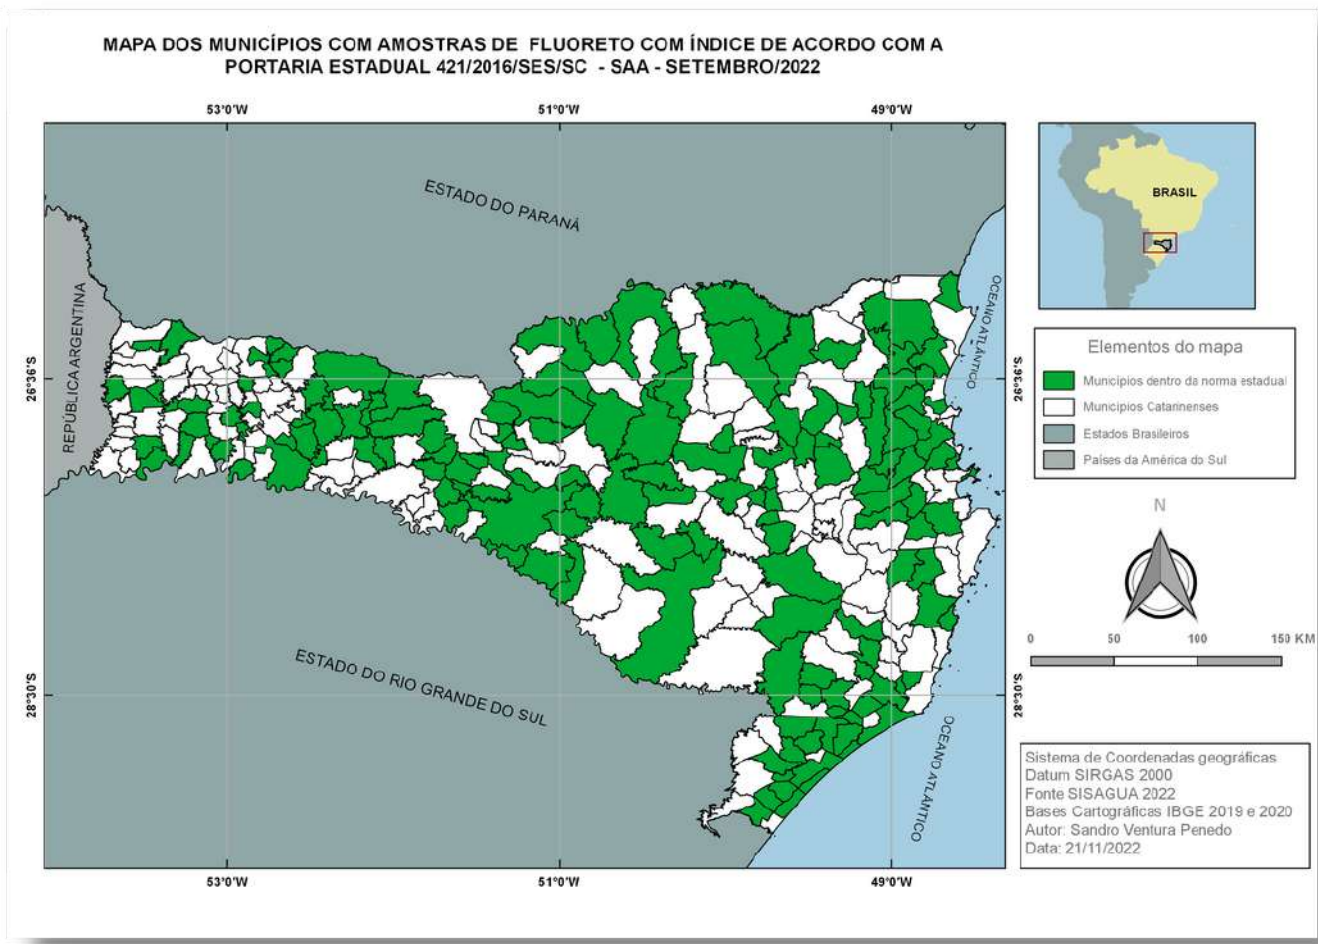 MAPA DOS MUNICÍPIOS COM AMOSTRAS DE FLUORETO COM ÍNDICE DE ACORDO COM A
PORTARIA ESTADUAL 421/2016/SES/SC - SAA - SETEMBRO/2022
53°0'W
51°0'W
49°0'W
ESTADO DO PARANÁ
REPÚBLICA ARGENTINA
OCEANO ATLÂNTICO
26°36'S
26°36'S
ESTADO DO RIO GRANDE DO SUL
28°30'S
28°30'S
OCEANO ATLÂNTICO
53°0'W
51°0'W
49°0'W
BRASIL
Elementos do mapa
Municípios dentro da norma estadual
Municípios Catarinenses
Estados Brasileiros
Países da América do Sul
N
0
50
100
150 KM
Sistema de Coordenadas geográficas
Datum SIRGAS 2000
Fonte SISAGUA 2022
Bases Cartográficas IBGE 2019 e 2020
Autor: Sandro Ventura Penedo
Data: 21/11/2022